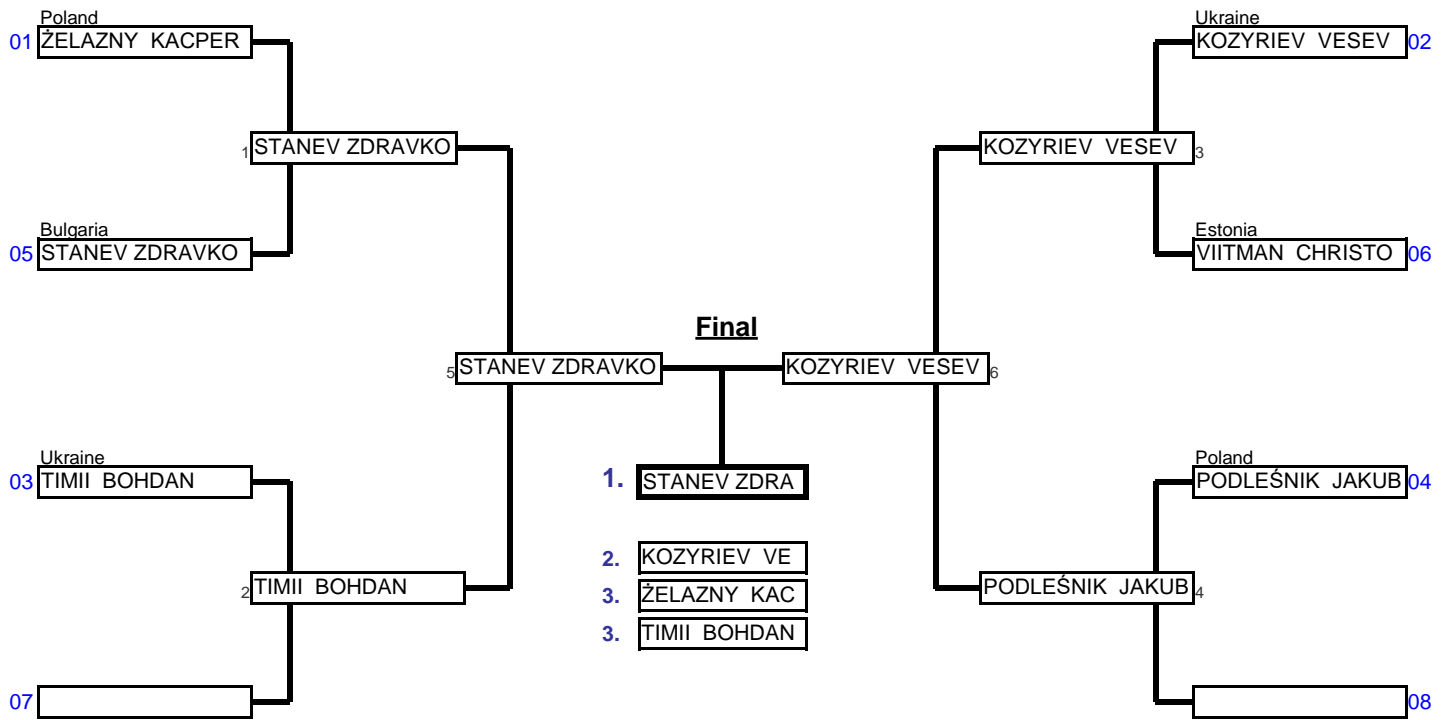 Poland
01 ŻELAZNY KACPER
Ukraine
KOZYRIEV VESEV 02
1 STANEV ZDRAVKO
KOZYRIEV VESEV 3
Bulgaria
05 STANEV ZDRAVKO
Estonia
VIITMAN CHRISTO 06
Final
5 STANEV ZDRAVKO
KOZYRIEV VESEV 6
Ukraine
03 TIMII BOHDAN
1. STANEV ZDRA
Poland
PODLEŚNIK JAKUB 04
2. KOZYRIEV VE
2 TIMII BOHDAN
3. ŻELAZNY KAC
PODLEŚNIK JAKUB 4
3. TIMII BOHDAN
07
08